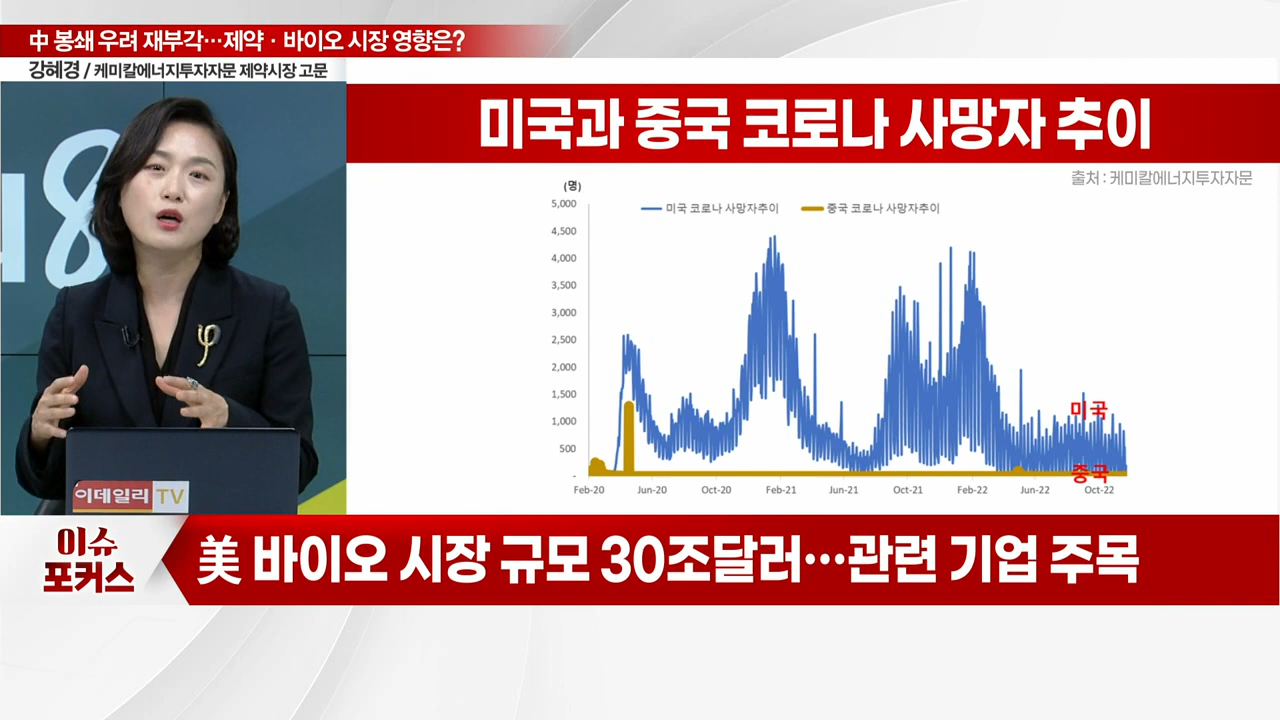 中 봉쇄 우려 재부각…제약·바이오 시장 영향은?
강혜경 / 케미칼에너지투자자문 제약시장 고문
미국과 중국 코로나 사망자 추이
출처 : 케미칼에너지투자자문
(명)
미국 코로나 사망자추이
중국 코로나 사망자추이
5,000
4,500
4,000
3,500
3,000
2,500
2,000
1,500
1,000
500
-
미국
중국
Feb-20 Jun-20 Oct-20 Feb-21 Jun-21 Oct-21 Feb-22 Jun-22 Oct-22
8
이데일리TV
이슈
포커스
美 바이오 시장 규모 30조달러…관련 기업 주목